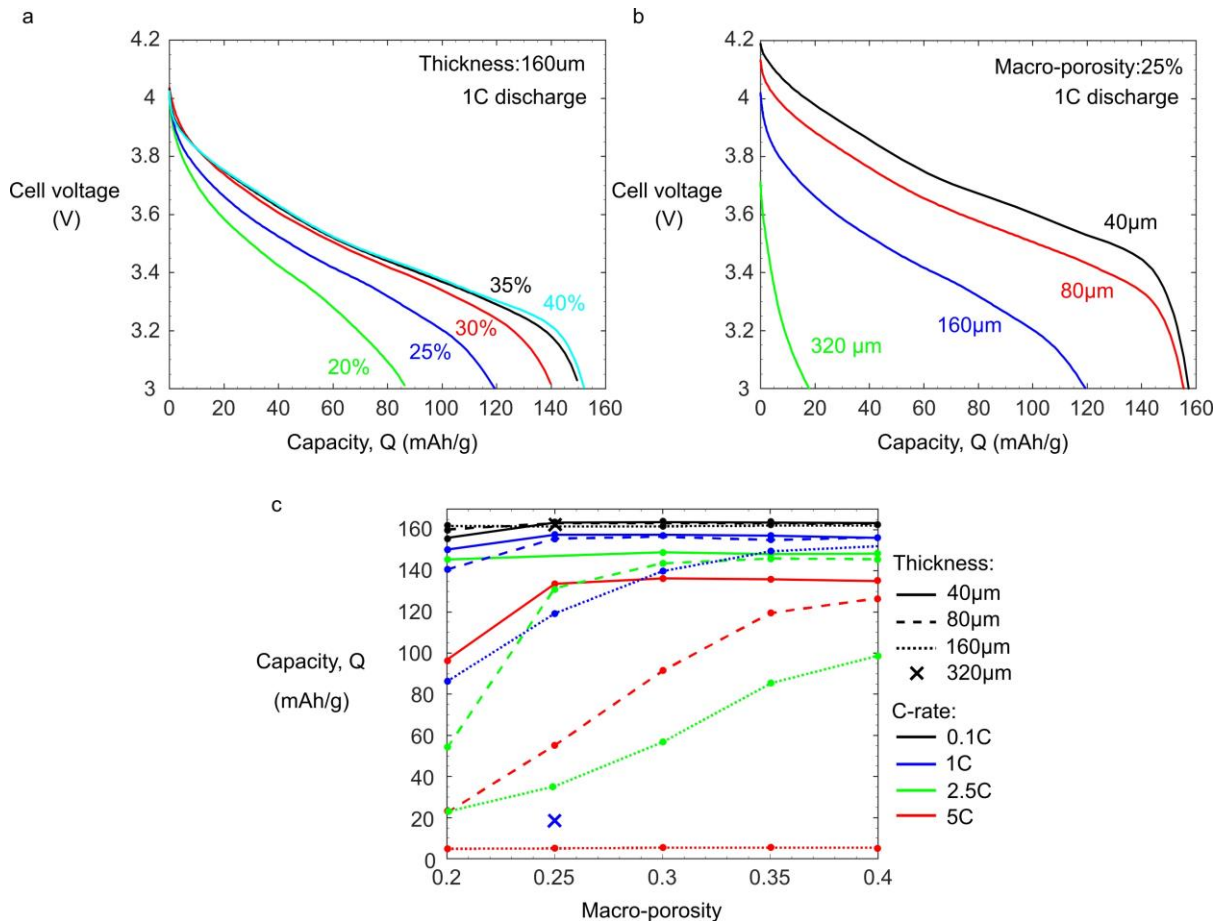 a
4.2
4
3.8
3.6
3.4
3.2
3
Cell voltage
(V)
Thickness:160um
1C discharge
35%
40%
30%
25%
20%
0 20 40 60 80 100 120 140 160
Capacity, Q (mAh/g)
b
4.2
4
3.8
3.6
3.4
3.2
3
Cell voltage
(V)
Macro-porosity:25%
1C discharge
40µm
80µm
160µm
320 µm
0 20 40 60 80 100 120 140 160
Capacity, Q (mAh/g)
c
160
140
120
100
80
60
40
20
0
Capacity, Q
(mAh/g)
0.2 0.25 0.3 0.35 0.4
Macro-porosity
Thickness:
40µm
80µm
160µm
320µm
C-rate:
0.1C
1C
2.5C
5C